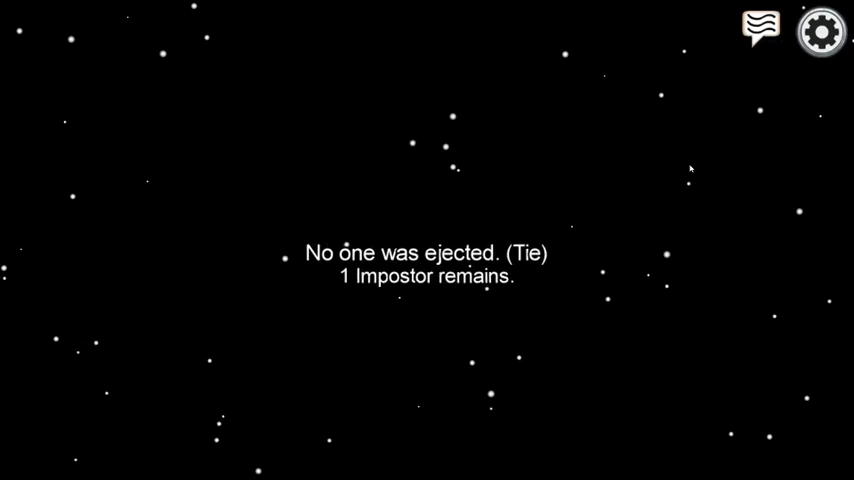 No one was ejected. (Tie)
1 Impostor remains.